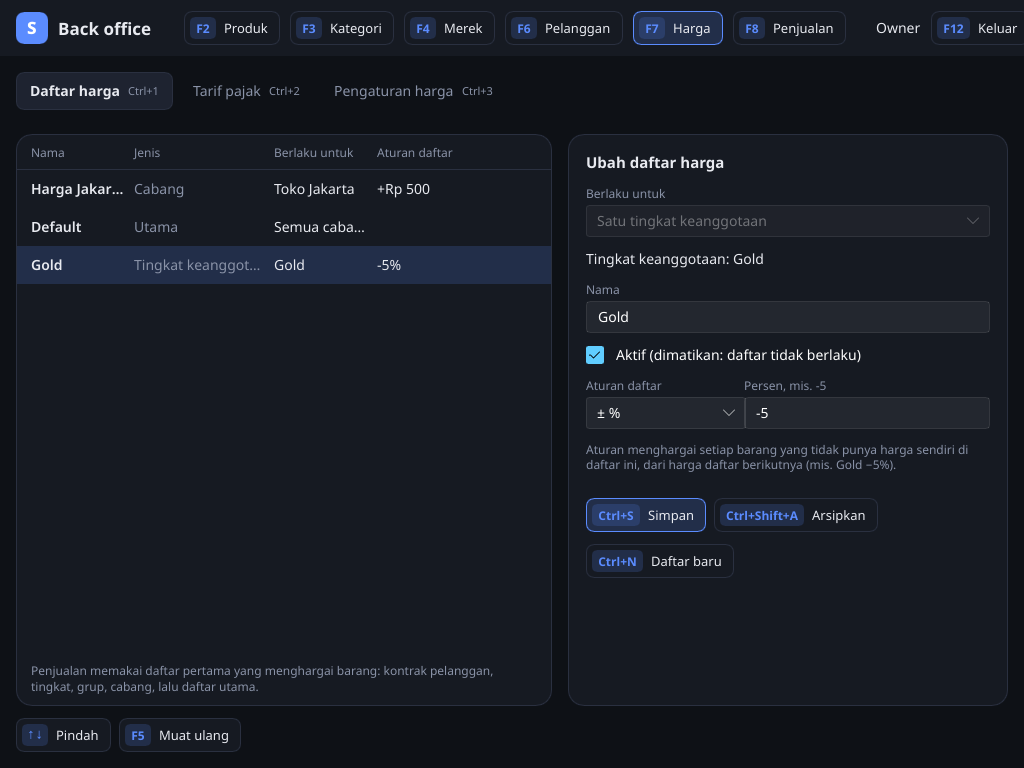 S Back office F2 Produk F3 Kategori F4 Merek F6 Pelanggan F7 Harga F8 Penjualan Owner F12 Keluar
Daftar harga Ctrl+1 Tarif pajak Ctrl+2 Pengaturan harga Ctrl+3
Nama Jenis Berlaku untuk Aturan daftar
Harga Jakar... Cabang Toko Jakarta +Rp 500
Default Utama Semua caba...
Gold Tingkat keanggot... Gold -5%
Penjualan memakai daftar pertama yang menghargai barang: kontrak pelanggan,
tingkat, grup, cabang, lalu daftar utama.
Ubah daftar harga
Berlaku untuk
Satu tingkat keanggotaan
Tingkat keanggotaan: Gold
Nama
Gold
Aktif (dimatikan: daftar tidak berlaku)
Aturan daftar Persen, mis. -5
± % -5
Aturan menghargai setiap barang yang tidak punya harga sendiri di
daftar ini, dari harga daftar berikutnya (mis. Gold −5%).
Ctrl+S Simpan Ctrl+Shift+A Arsipkan
Ctrl+N Daftar baru
↑↓ Pindah F5 Muat ulang